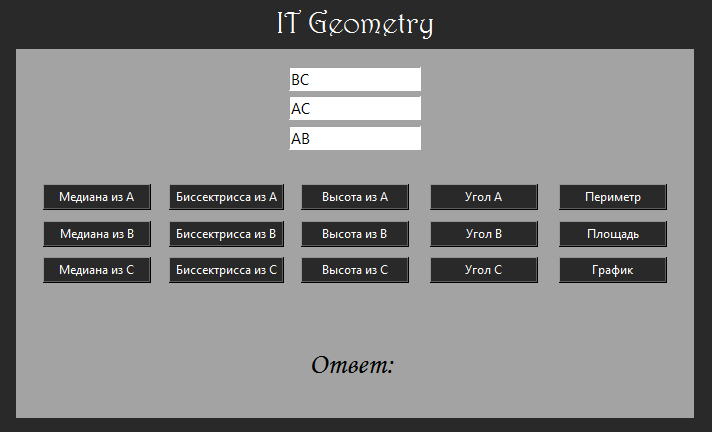 IT Geometry
BC
AC
AB
Медиана из A Биссектрисса из A Высота из A Угол A Периметр
Медиана из B Биссектрисса из B Высота из B Угол B Площадь
Медиана из C Биссектрисса из C Высота из C Угол C График
Ответ: